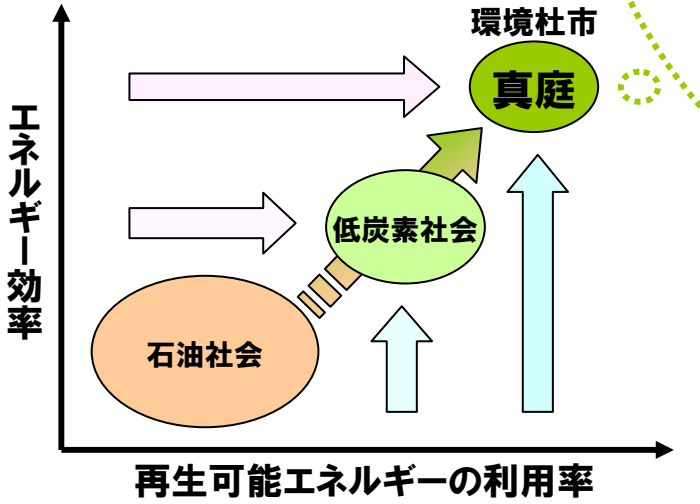 環境杜市
真庭
エネルギー効率
低炭素社会
石油社会
再生可能エネルギーの利用率